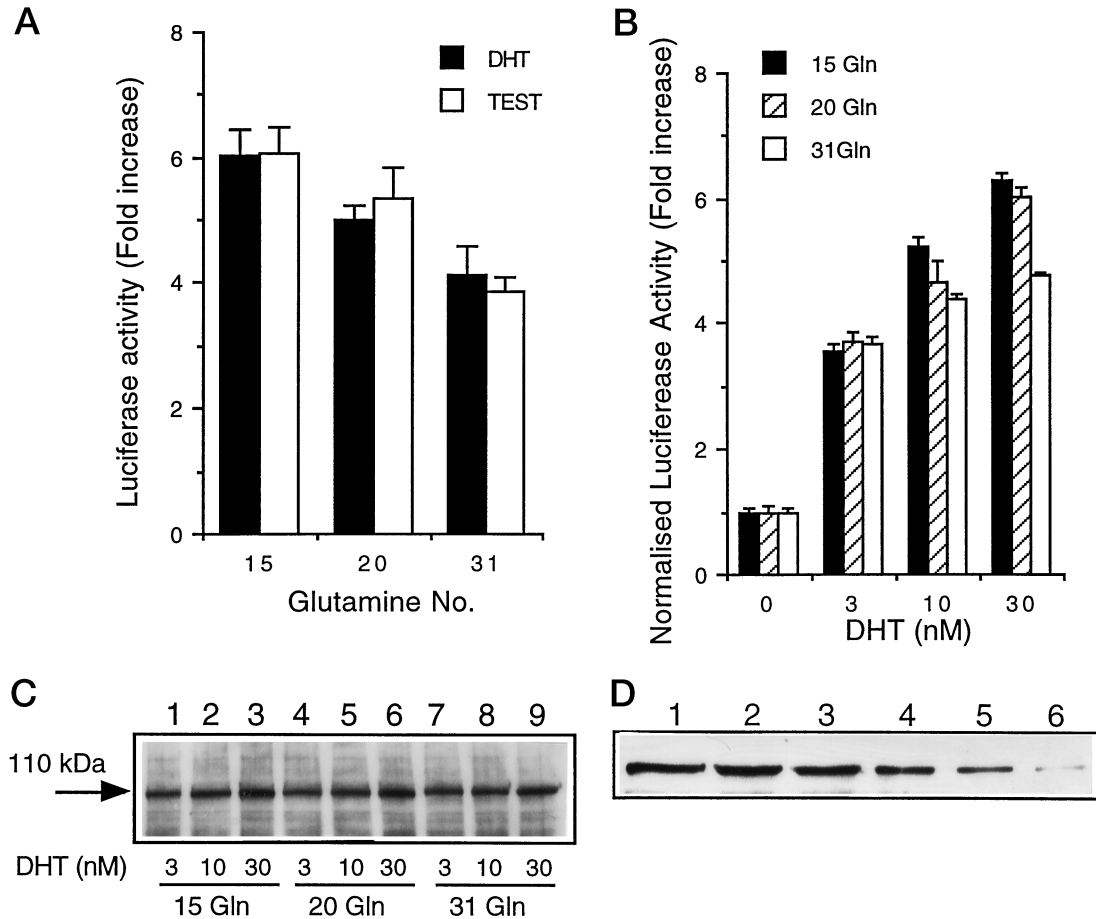 A
8
6
4
2
0
Luciferase activity (Fold increase)
DHT
TEST
15 20 31
Glutamine No.
B
8
6
4
2
0
Normalised Luciferease Activity (Fold increase)
15 Gln
20 Gln
31Gln
0 3 10 30
DHT (nM)
C
1 2 3 4 5 6 7 8 9
110 kDa
DHT (nM) 3 10 30 3 10 30 3 10 30
15 Gln 20 Gln 31 Gln
D
1 2 3 4 5 6